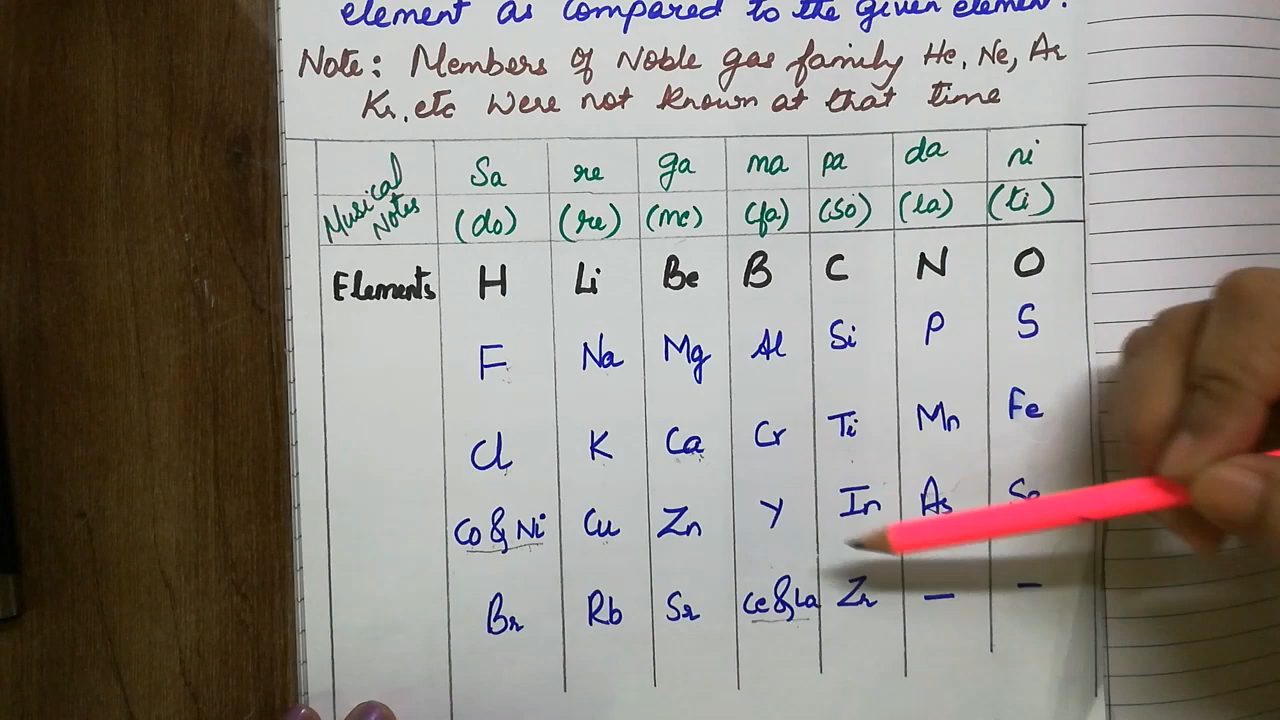 element as compared to the given elemen.
Note: Members of Noble gas family He, Ne, Ar
Kr, etc were not known at that time
Musical Notes Sa re ga ma pa da ni
(do) (re) (me) (fa) (so) (la) (ti)
Elements H Li Be B C N O
F Na Mg Al Si P S
Cl K Ca Cr Ti Mn Fe
Co & Ni Cu Zn Y In As Se
Br Rb Sr Ce & La Zr - -